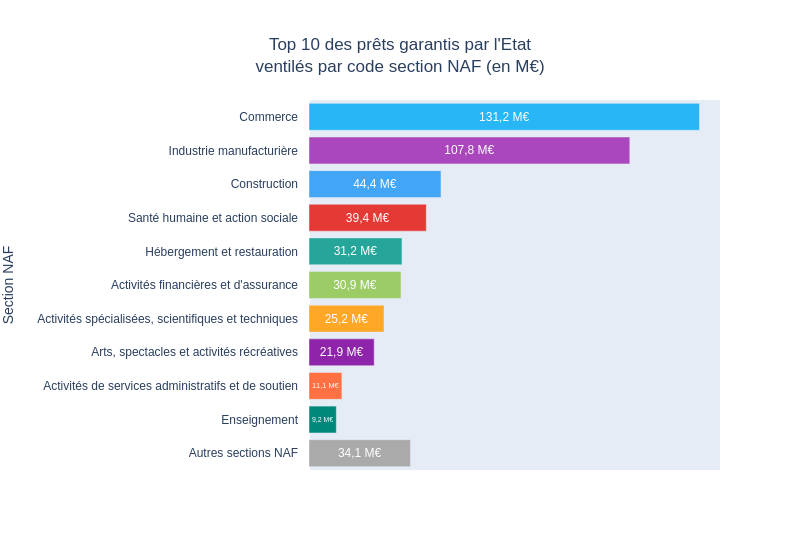 Top 10 des prêts garantis par l'Etat
ventilés par code section NAF (en M€)
Section NAF
Commerce 131,2 M€
Industrie manufacturière 107,8 M€
Construction 44,4 M€
Santé humaine et action sociale 39,4 M€
Hébergement et restauration 31,2 M€
Activités financières et d'assurance 30,9 M€
Activités spécialisées, scientifiques et techniques 25,2 M€
Arts, spectacles et activités récréatives 21,9 M€
Activités de services administratifs et de soutien 11,1 M€
Enseignement 9,2 M€
Autres sections NAF 34,1 M€